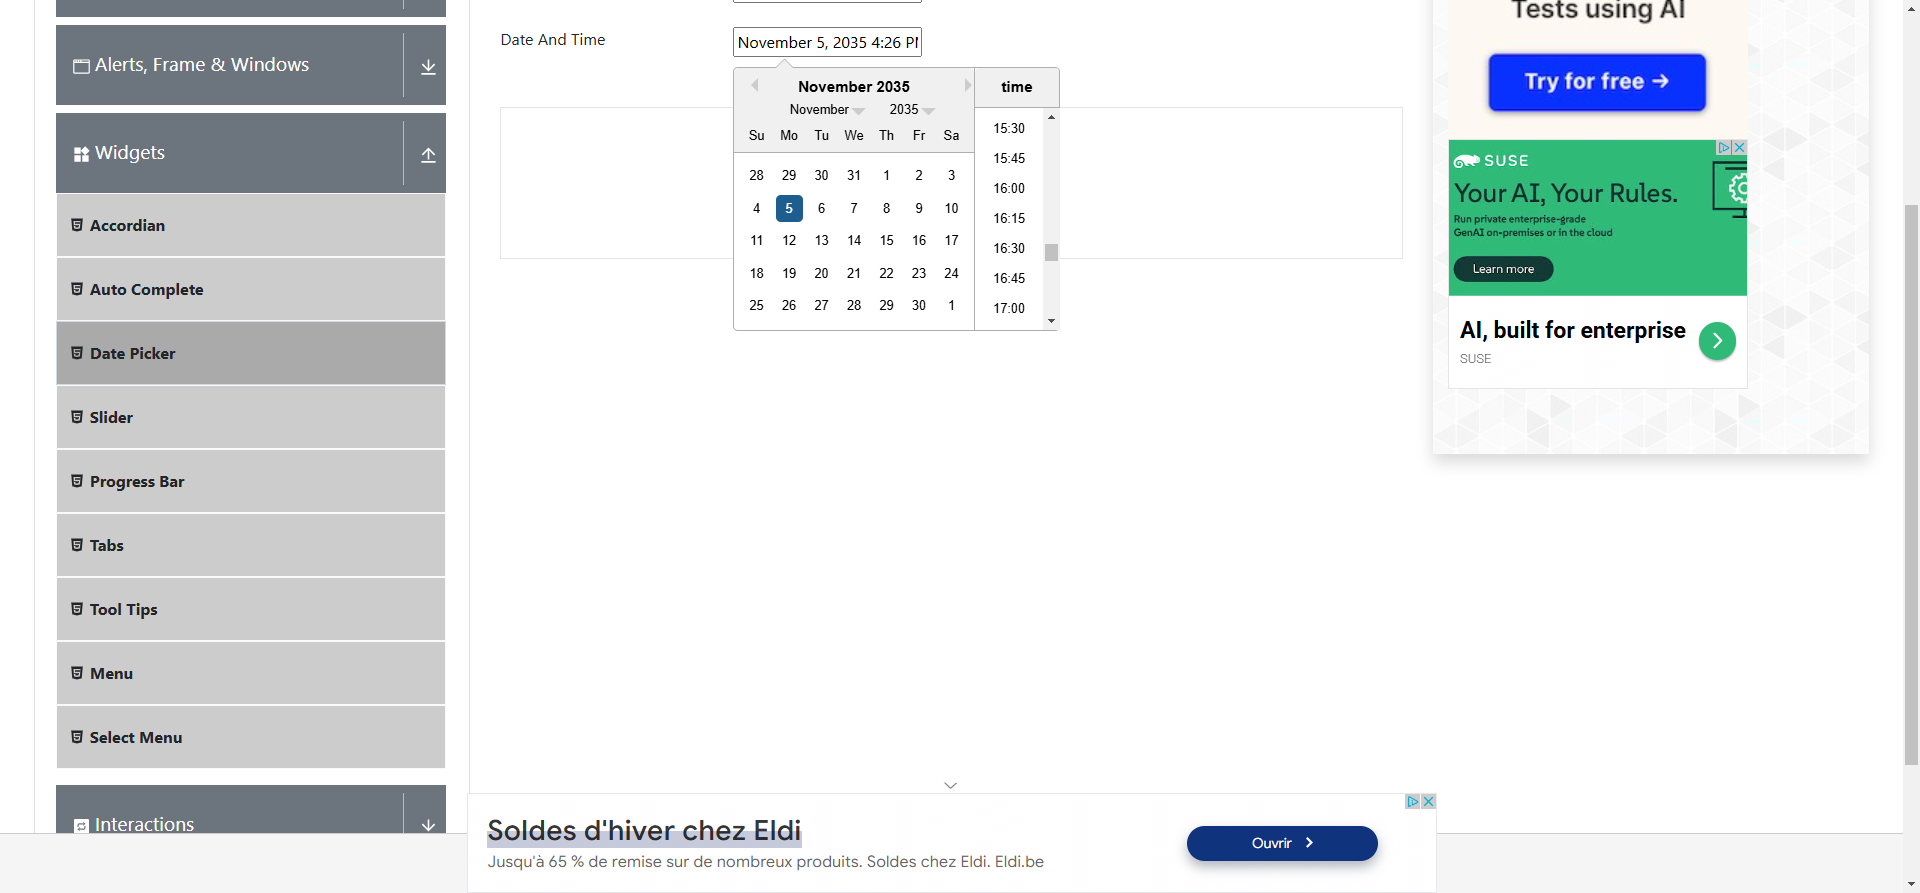 Alerts, Frame & Windows
Widgets
Accordian
Auto Complete
Date Picker
Slider
Progress Bar
Tabs
Tool Tips
Menu
Select Menu
Interactions
Date And Time
November 5, 2035 4:26 PM
November 2035
November 2035
Su Mo Tu We Th Fr Sa
28 29 30 31 1 2 3
4 5 6 7 8 9 10
11 12 13 14 15 16 17
18 19 20 21 22 23 24
25 26 27 28 29 30 1
time
15:30
15:45
16:00
16:15
16:30
16:45
17:00
Tests using AI
Try for free →
SUSE
Your AI, Your Rules.
Run private enterprise-grade
GenAI on-premises or in the cloud
Learn more
AI, built for enterprise
SUSE
Soldes d'hiver chez Eldi
Jusqu'à 65 % de remise sur de nombreux produits. Soldes chez Eldi. Eldi.be
Ouvrir